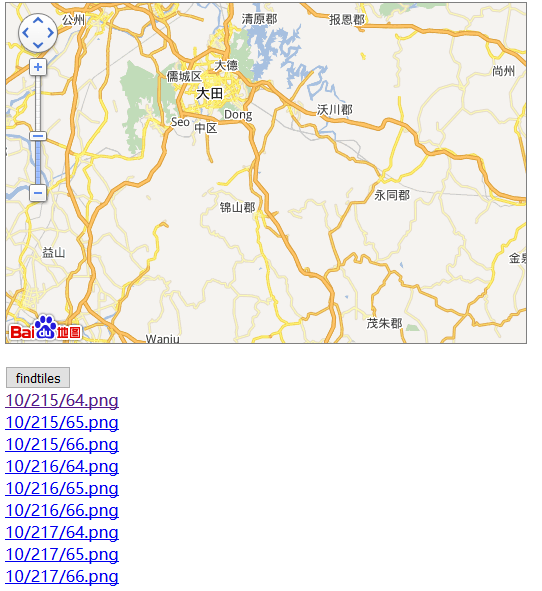 公州
清原郡
报恩郡
大德
尚州
儒城区
大田
沃川郡
Seo
Dong
中区
永同郡
锦山郡
益山
金泉
茂朱郡
Bai du 地图
Wanju
findtiles
10/215/64.png
10/215/65.png
10/215/66.png
10/216/64.png
10/216/65.png
10/216/66.png
10/217/64.png
10/217/65.png
10/217/66.png